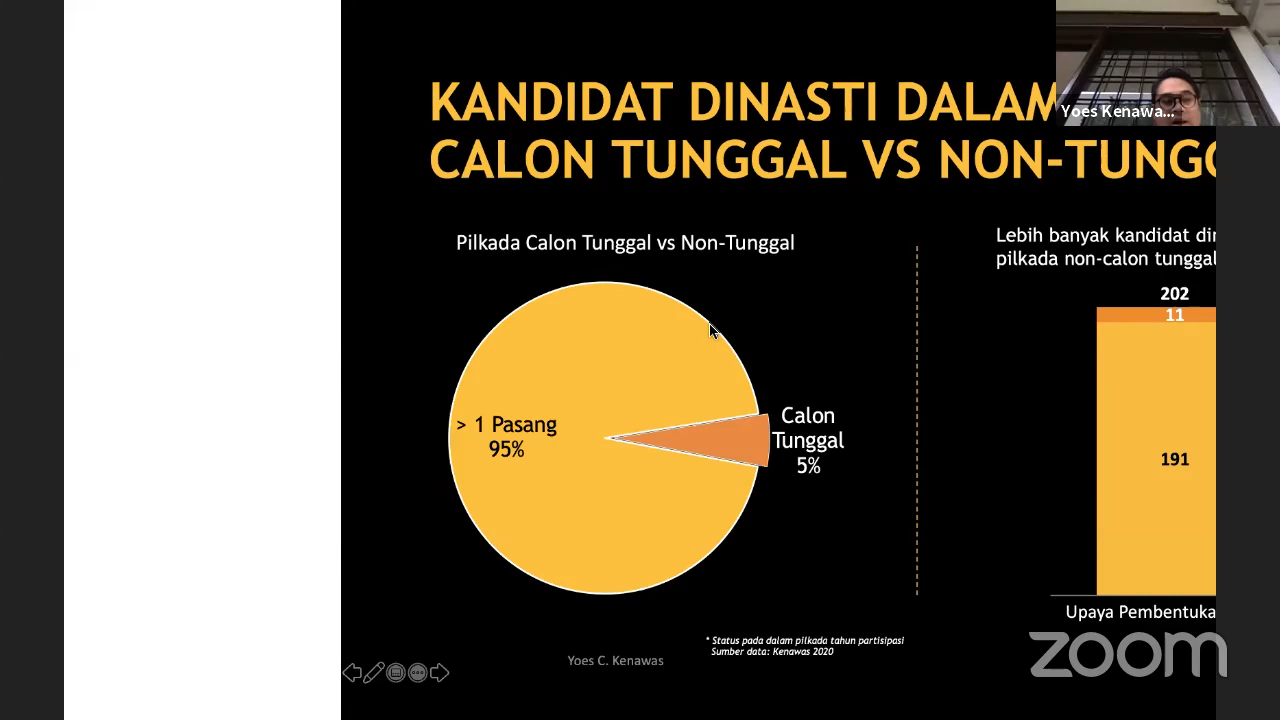 KANDIDAT DINASTI DALAM
CALON TUNGGAL VS NON-TUNGG
Yoes Kenawa...
Pilkada Calon Tunggal vs Non-Tunggal
> 1 Pasang
95%
Calon
Tunggal
5%
Lebih banyak kandidat din
pilkada non-calon tunggal
202
11
191
Upaya Pembentuka
* Status pada dalam pilkada tahun partisipasi
Sumber data: Kenawas 2020
Yoes C. Kenawas
zoom